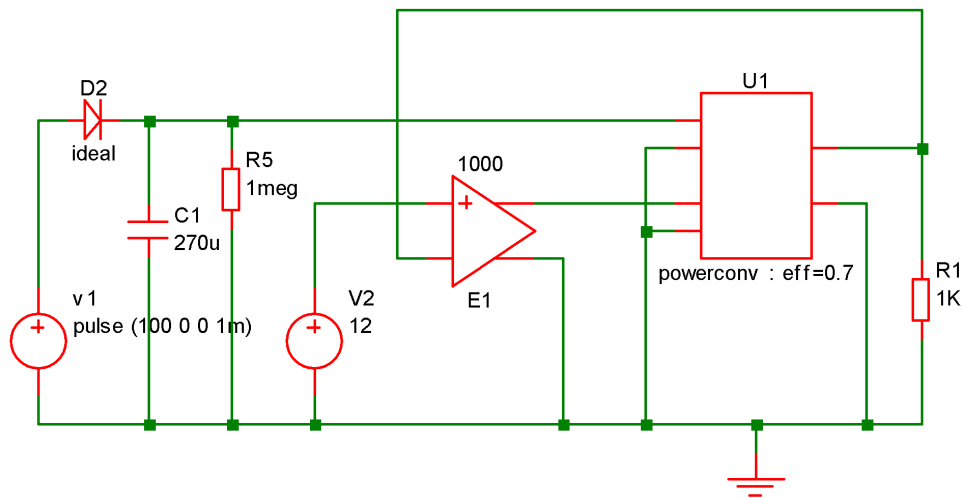 D2
U1
ideal
1000
R5
1meg
C1
270u
powerconv : eff=0.7
R1
1K
E1
v1
pulse (100 0 0 1m)
V2
12